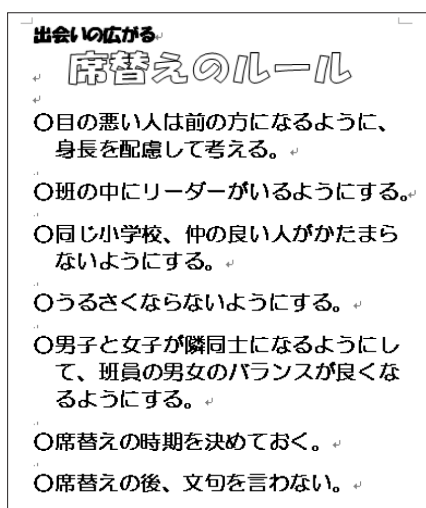 出会いの広がる
席替えのルール
○目の悪い人は前の方になるように、
身長を配慮して考える。
○班の中にリーダーがいるようにする。
○同じ小学校、仲の良い人がかたまら
ないようにする。
○うるさくならないようにする。
○男子と女子が隣同士になるようにし
て、班員の男女のバランスが良くな
るようにする。
○席替えの時期を決めておく。
○席替えの後、文句を言わない。